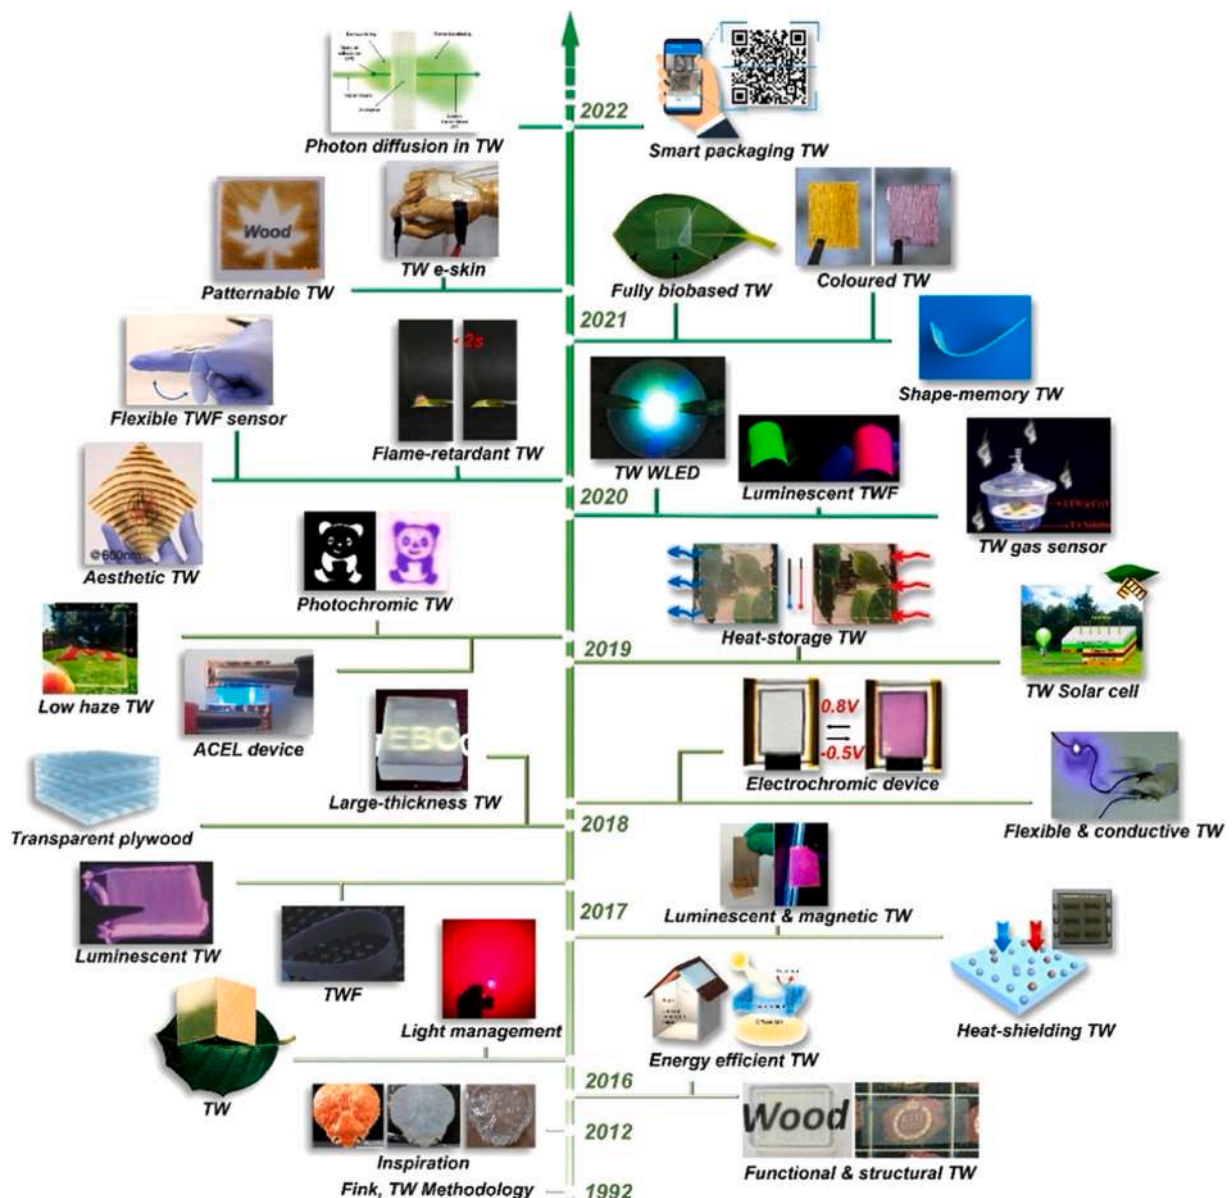 2022
Photon diffusion in TW
Smart packaging TW
Wood
Patternable TW
TW e-skin
Fully biobased TW
Coloured TW
2021
2s
Flexible TWF sensor
Flame-retardant TW
TW WLED
Luminescent TWF
Shape-memory TW
2020
@600nm
Aesthetic TW
Photochromic TW
TW gas sensor
Heat-storage TW
2019
Low haze TW
ACEL device
TW Solar cell
0.8V
-0.5V
Large-thickness TW
Electrochromic device
Transparent plywood
2018
Flexible & conductive TW
Luminescent TW
TWF
2017
Luminescent & magnetic TW
Light management
Heat-shielding TW
Energy efficient TW
TW
2016
Wood
2012
Inspiration
Functional & structural TW
Fink, TW Methodology
1992